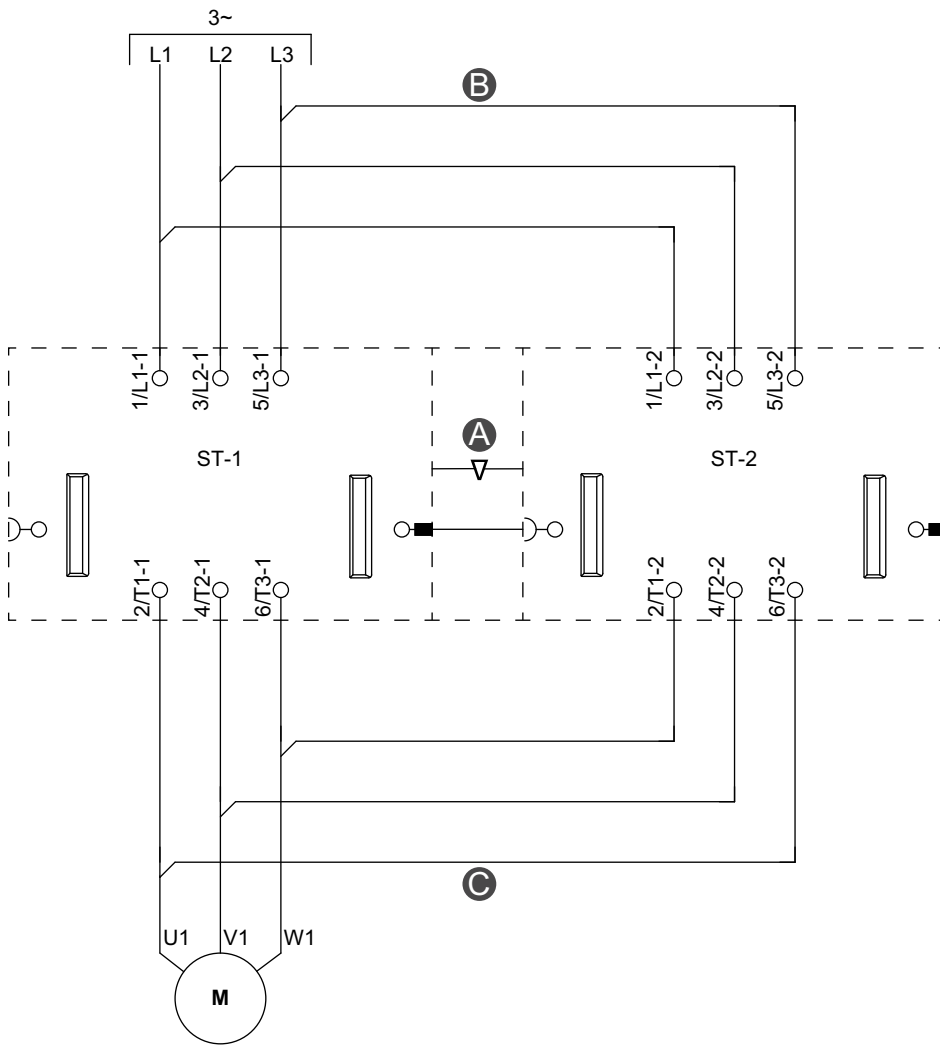 3~
L1 L2 L3
B
1/L1-1 3/L2-1 5/L3-1 1/L1-2 3/L2-2 5/L3-2
A
ST-1 ST-2
2/T1-1 4/T2-1 6/T3-1 2/T1-2 4/T2-2 6/T3-2
C
U1 V1 W1
M